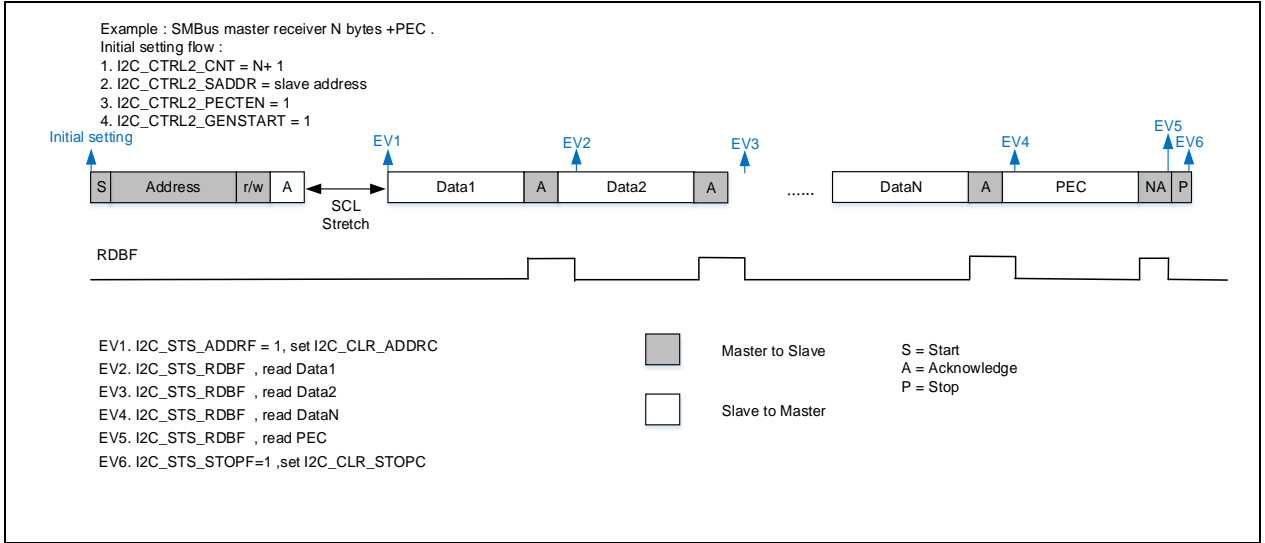 Example : SMBus master receiver N bytes +PEC .
Initial setting flow :
1. I2C_CTRL2_CNT = N+ 1
2. I2C_CTRL2_SADDR = slave address
3. I2C_CTRL2_PECTEN = 1
4. I2C_CTRL2_GENSTART = 1
Initial setting EV1 EV2 EV3 EV4 EV5 EV6
S Address r/w A Data1 A Data2 A ...... DataN A PEC NA P
SCL
Stretch
RDBF
EV1. I2C_STS_ADDRF = 1, set I2C_CLR_ADDRC
EV2. I2C_STS_RDBF , read Data1
EV3. I2C_STS_RDBF , read Data2
EV4. I2C_STS_RDBF , read DataN
EV5. I2C_STS_RDBF , read PEC
EV6. I2C_STS_STOPF=1 ,set I2C_CLR_STOPC
Master to Slave
Slave to Master
S = Start
A = Acknowledge
P = Stop